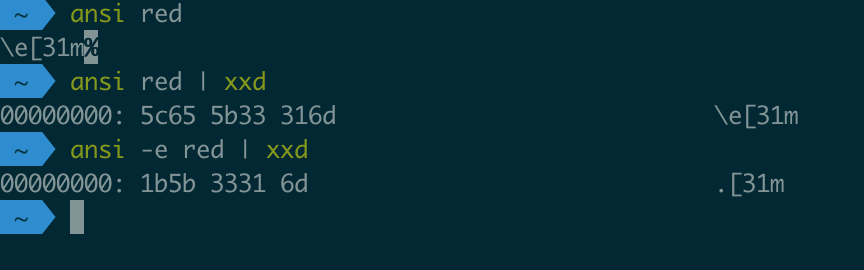 ~ ansi red
\e[31m%
~ ansi red | xxd
00000000: 5c65 5b33 316d \e[31m
~ ansi -e red | xxd
00000000: 1b5b 3331 6d .[31m
~